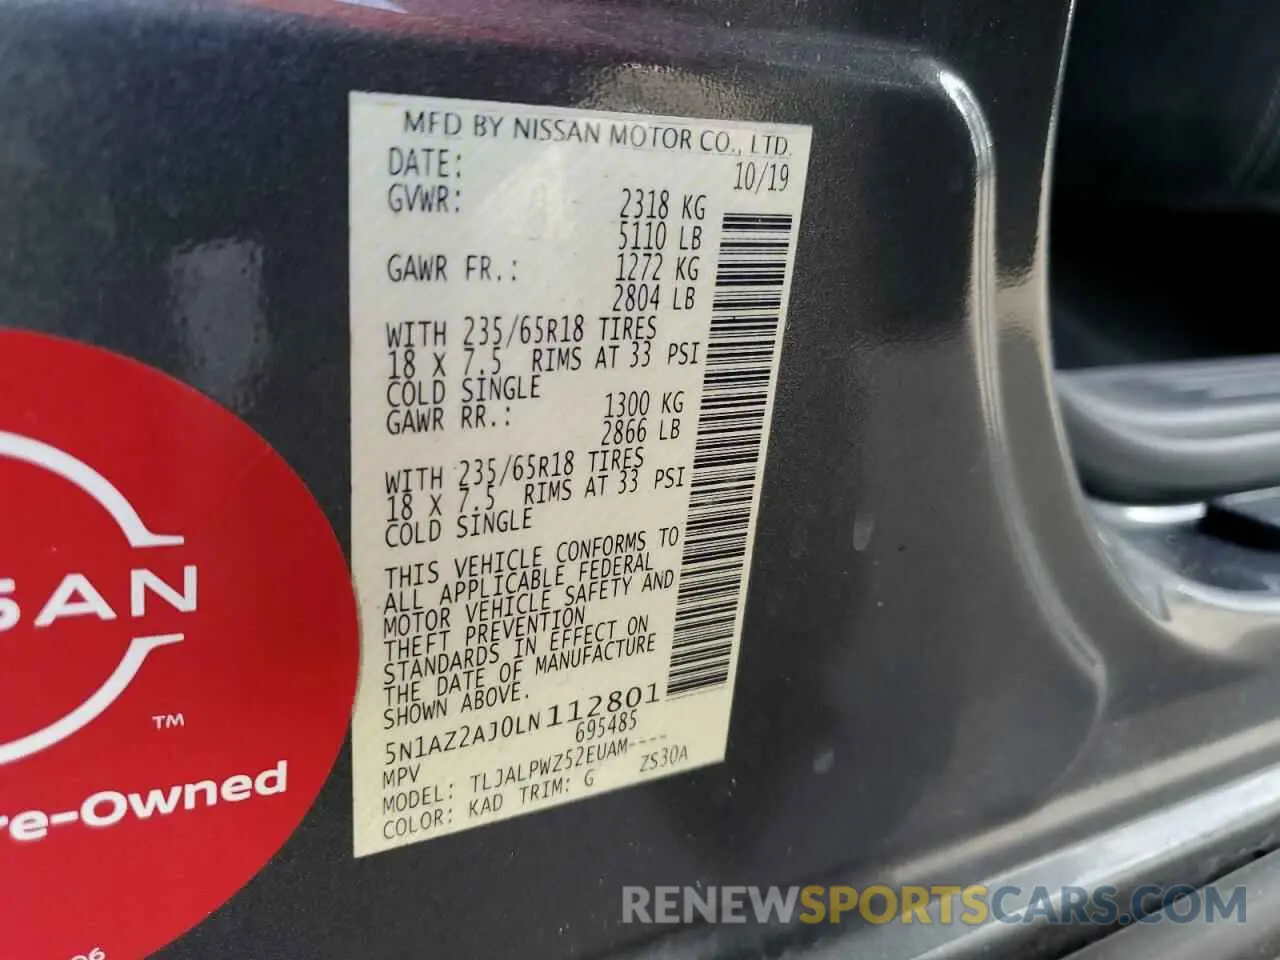 MFD BY NISSAN MOTOR CO., LTD.
DATE: 10/19
GVWR: 2318 KG
5110 LB
GAWR FR.: 1272 KG
2804 LB
WITH 235/65R18 TIRES
18 X 7.5 RIMS AT 33 PSI
COLD SINGLE
GAWR RR.: 1300 KG
2866 LB
WITH 235/65R18 TIRES
18 X 7.5 RIMS AT 33 PSI
COLD SINGLE
THIS VEHICLE CONFORMS TO
ALL APPLICABLE FEDERAL
MOTOR VEHICLE SAFETY AND
THEFT PREVENTION
STANDARDS IN EFFECT ON
THE DATE OF MANUFACTURE
SHOWN ABOVE.
5N1AZ2AJ0LN112801
MPV 695485
MODEL: TLJALPWZ52EUAM----
COLOR: KAD TRIM: G ZS30A
SAN
TM
re-Owned
RENEWSPORTSCARS.COM